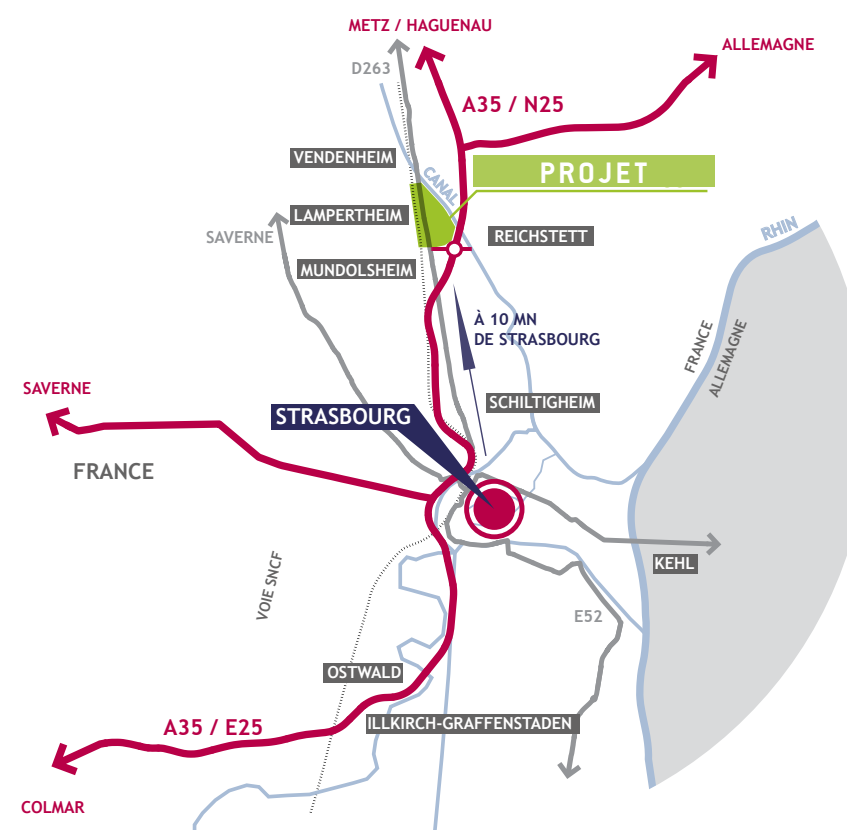 METZ / HAGUENAU
ALLEMAGNE
D263
A35 / N25
VENDENHEIM
CANAL
PROJET
LAMPERTHEIM
SAVERNE
REICHSTETT
RHIN
MUNDOLSHEIM
À 10 MN
DE STRASBOURG
FRANCE
ALLEMAGNE
SAVERNE
SCHILTIGHEIM
STRASBOURG
FRANCE
KEHL
VOIE SNCF
E52
OSTWALD
ILLKIRCH-GRAFFENSTADEN
A35 / E25
COLMAR